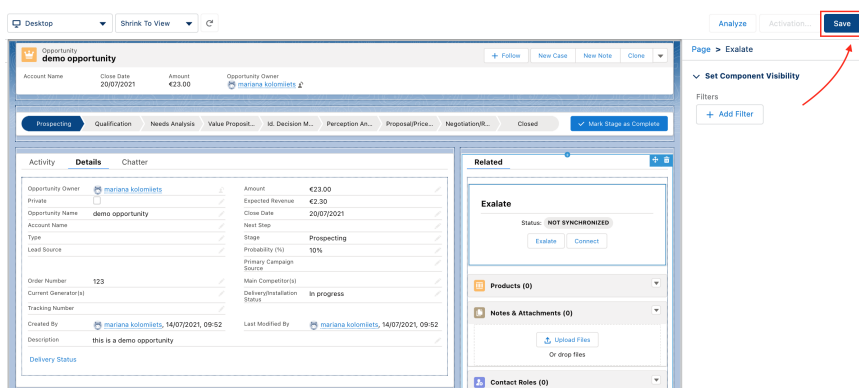 Desktop
Shrink To View
Analyze
Activation...
Save
Opportunity
demo opportunity
+ Follow
New Case
New Note
Clone
Account Name
Close Date
Amount
Opportunity Owner
20/07/2021
€23.00
mariana kolomiiets
Prospecting
Qualification
Needs Analysis
Value Proposit...
Id. Decision M...
Perception An...
Proposal/Price...
Negotiation/R...
Closed
Mark Stage as Complete
Activity
Details
Chatter
Opportunity Owner
mariana kolomiiets
Amount
€23.00
Private
Expected Revenue
€2.30
Opportunity Name
demo opportunity
Close Date
20/07/2021
Account Name
Next Step
Type
Stage
Prospecting
Lead Source
Probability (%)
10%
Primary Campaign
Source
Order Number
123
Main Competitor(s)
Current Generator(s)
Delivery/Installation
Status
In progress
Tracking Number
Created By
mariana kolomiiets, 14/07/2021, 09:52
Last Modified By
mariana kolomiiets, 14/07/2021, 09:52
Description
this is a demo opportunity
Delivery Status
Related
Exalate
Status: NOT SYNCHRONIZED
Exalate
Connect
Products (0)
Notes & Attachments (0)
Upload Files
Or drop files
Contact Roles (0)
Page > Exalate
Set Component Visibility
Filters
+ Add Filter